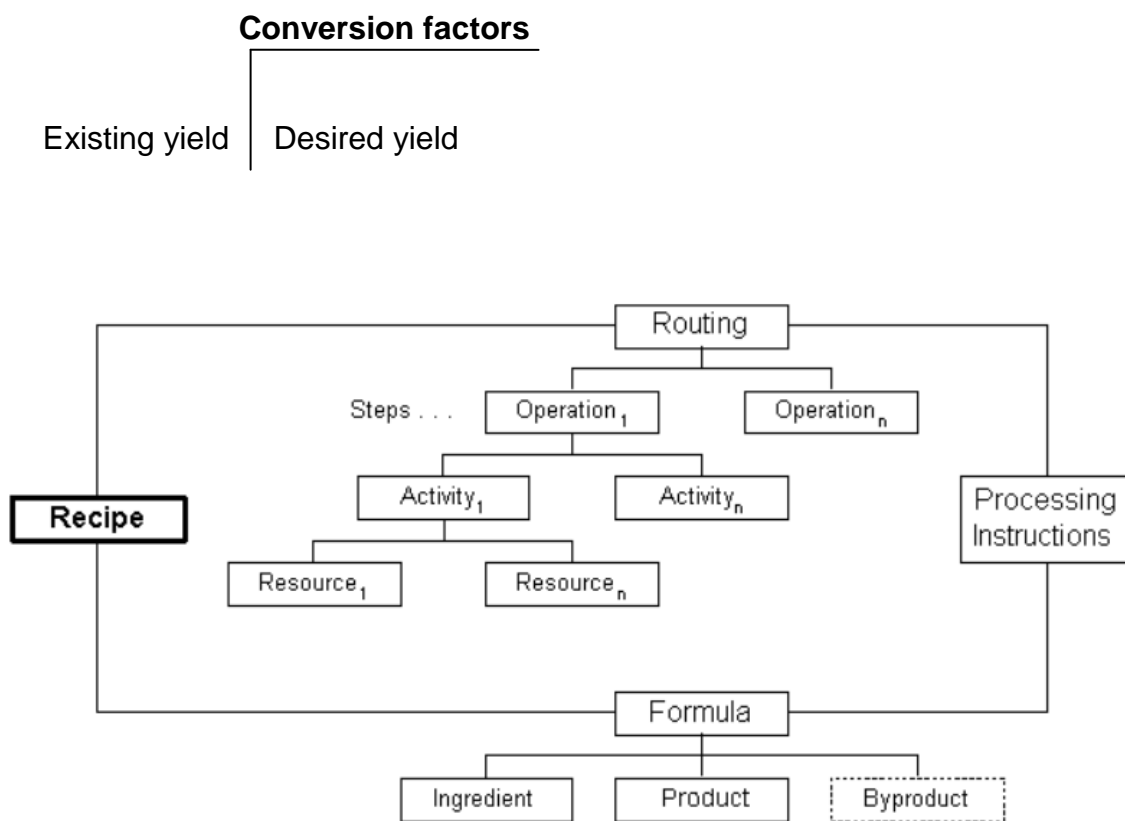 Conversion factors
Existing yield Desired yield
Routing
Steps . . . Operation1 Operationn
Activity1 Activityn
Recipe
Processing
Instructions
Resource1 Resourcen
Formula
Ingredient Product Byproduct